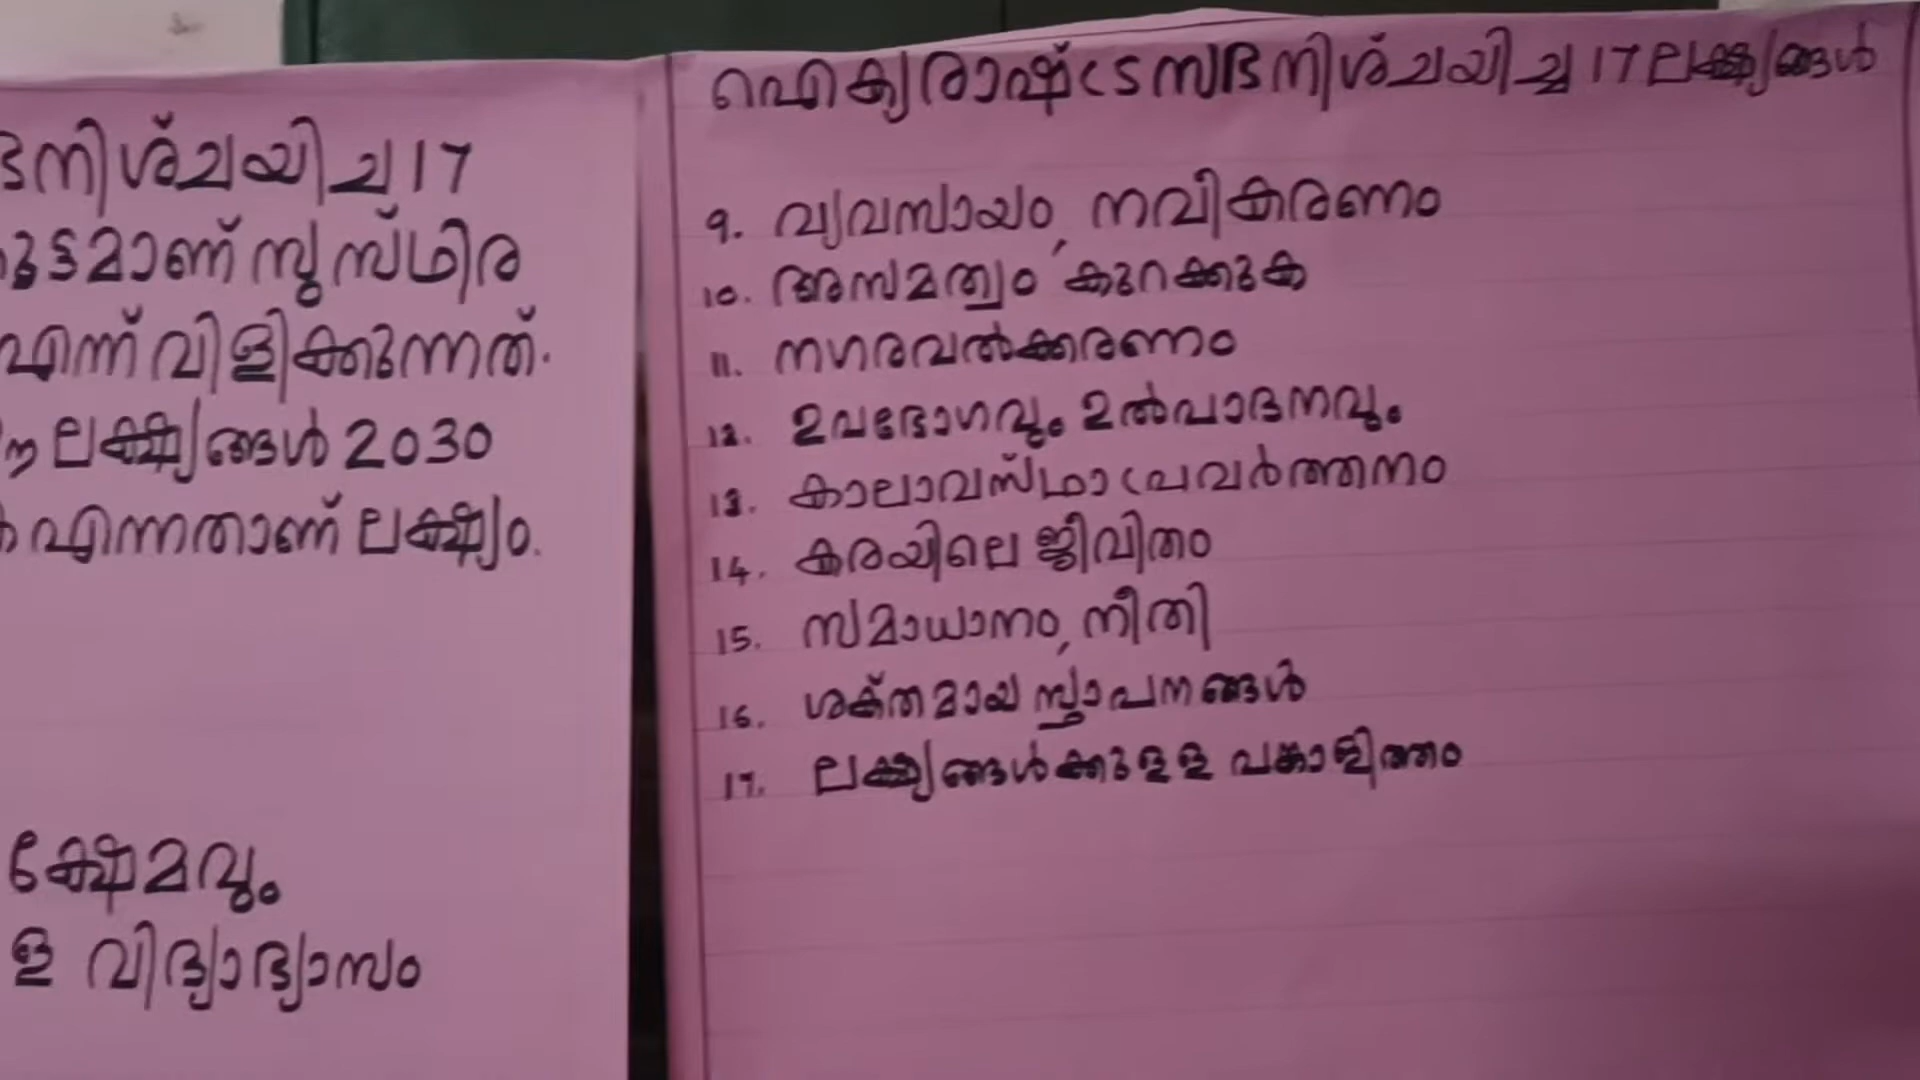 നിശ്ചയിച്ച 17
മാണ് സുസ്ഥിര
എന്ന് വിളിക്കുന്നത്.
ലക്ഷ്യങ്ങൾ 2030
എന്നതാണ് ലക്ഷ്യം.
ക്ഷേമവും
ള വിദ്യാഭ്യാസം
ഐക്യരാഷ്ട്രസഭ നിശ്ചയിച്ച 17 ലക്ഷ്യങ്ങൾ
9. വ്യവസായം, നവീകരണം
10. അസമത്വം കുറക്കുക
11. നഗരവൽക്കരണം
12. ഉപഭോഗവും ഉൽപാദനവും
13. കാലാവസ്ഥാ പ്രവർത്തനം
14. കരയിലെ ജീവിതം
15. സമാധാനം, നീതി
16. ശക്തമായ സ്ഥാപനങ്ങൾ
17. ലക്ഷ്യങ്ങൾക്കുള്ള പങ്കാളിത്തം